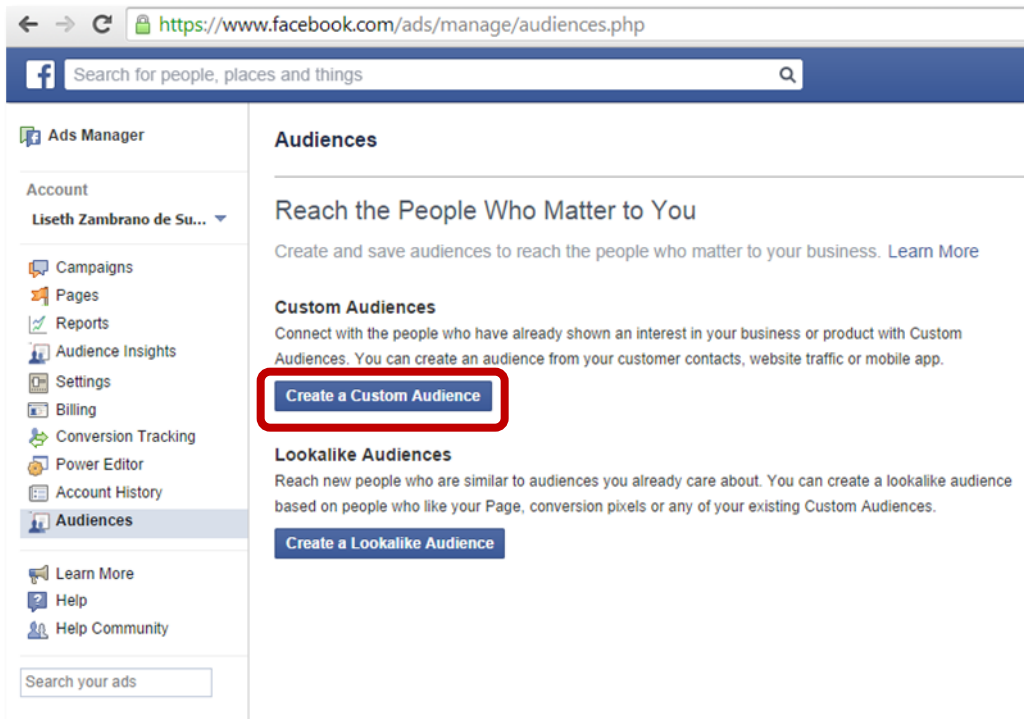 https://www.facebook.com/ads/manage/audiences.php
f Search for people, places and things
Ads Manager
Account
Liseth Zambrano de Su...
Campaigns
Pages
Reports
Audience Insights
Settings
Billing
Conversion Tracking
Power Editor
Account History
Audiences
Learn More
Help
Help Community
Search your ads
Audiences
Reach the People Who Matter to You
Create and save audiences to reach the people who matter to your business. Learn More
Custom Audiences
Connect with the people who have already shown an interest in your business or product with Custom
Audiences. You can create an audience from your customer contacts, website traffic or mobile app.
Create a Custom Audience
Lookalike Audiences
Reach new people who are similar to audiences you already care about. You can create a lookalike audience
based on people who like your Page, conversion pixels or any of your existing Custom Audiences.
Create a Lookalike Audience